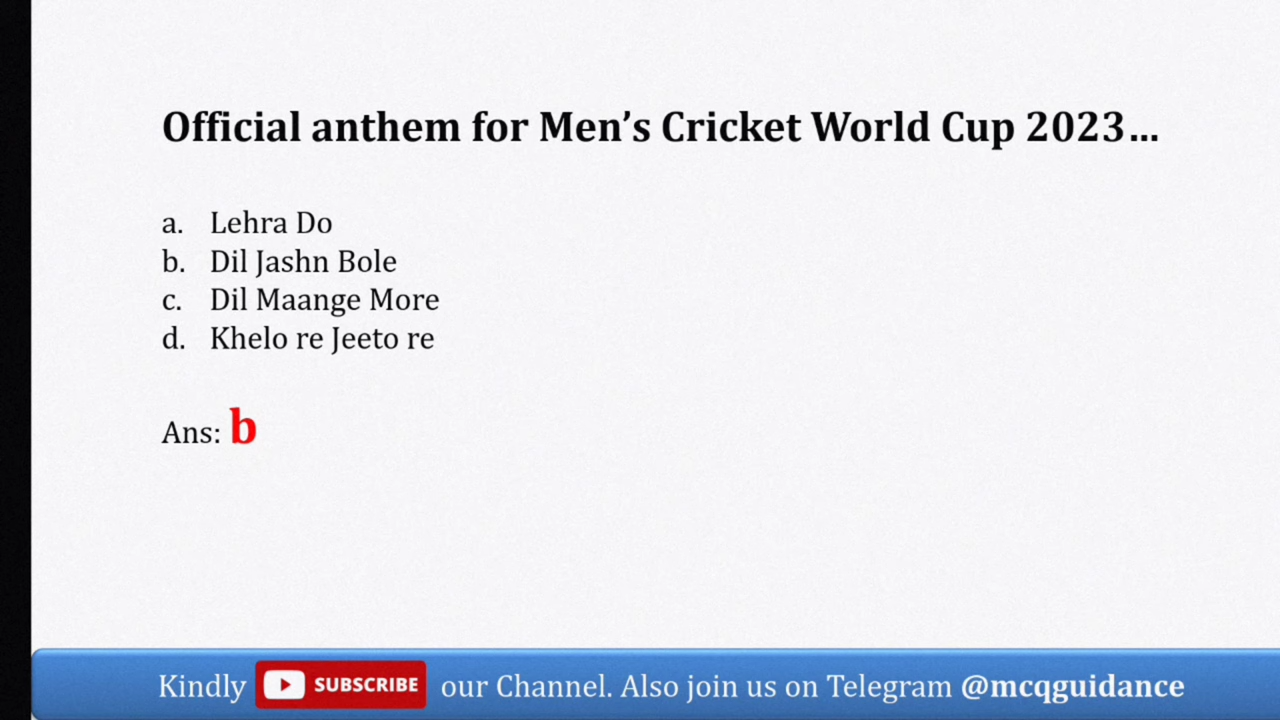 Official anthem for Men’s Cricket World Cup 2023…
a. Lehra Do
b. Dil Jashn Bole
c. Dil Maange More
d. Khelo re Jeeto re
Ans: b
Kindly SUBSCRIBE our Channel. Also join us on Telegram @mcqguidance